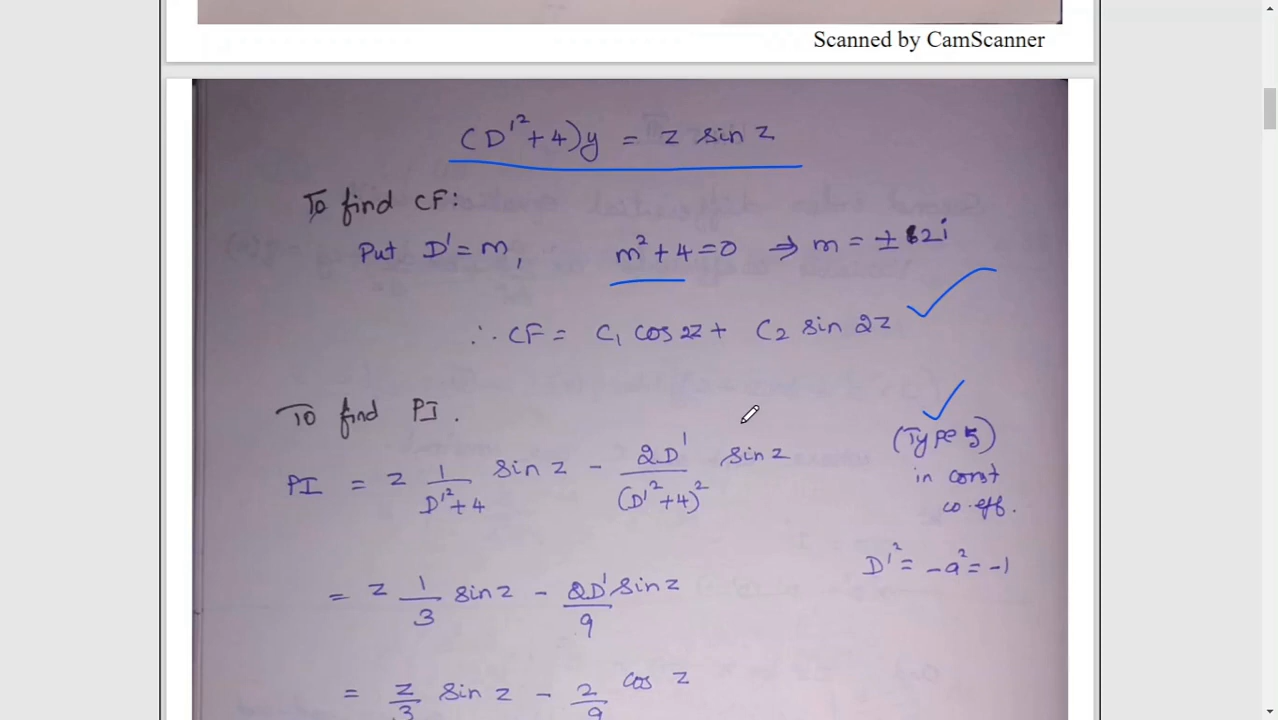 Scanned by CamScanner
(D'² + 4)y = z sin z
To find CF:
Put D' = m, m² + 4 = 0 ⇒ m = ± 2i
∴ CF = C₁ cos 2z + C₂ sin 2z
To find PI.
(Type 5)
in const
co.eff.
PI = z 1/(D'² + 4) sin z - 2D'/(D'² + 4)² sin z
D'² = -a² = -1
= z 1/3 sin z - 2D' sin z/9
= z/3 sin z - 2/9 cos z